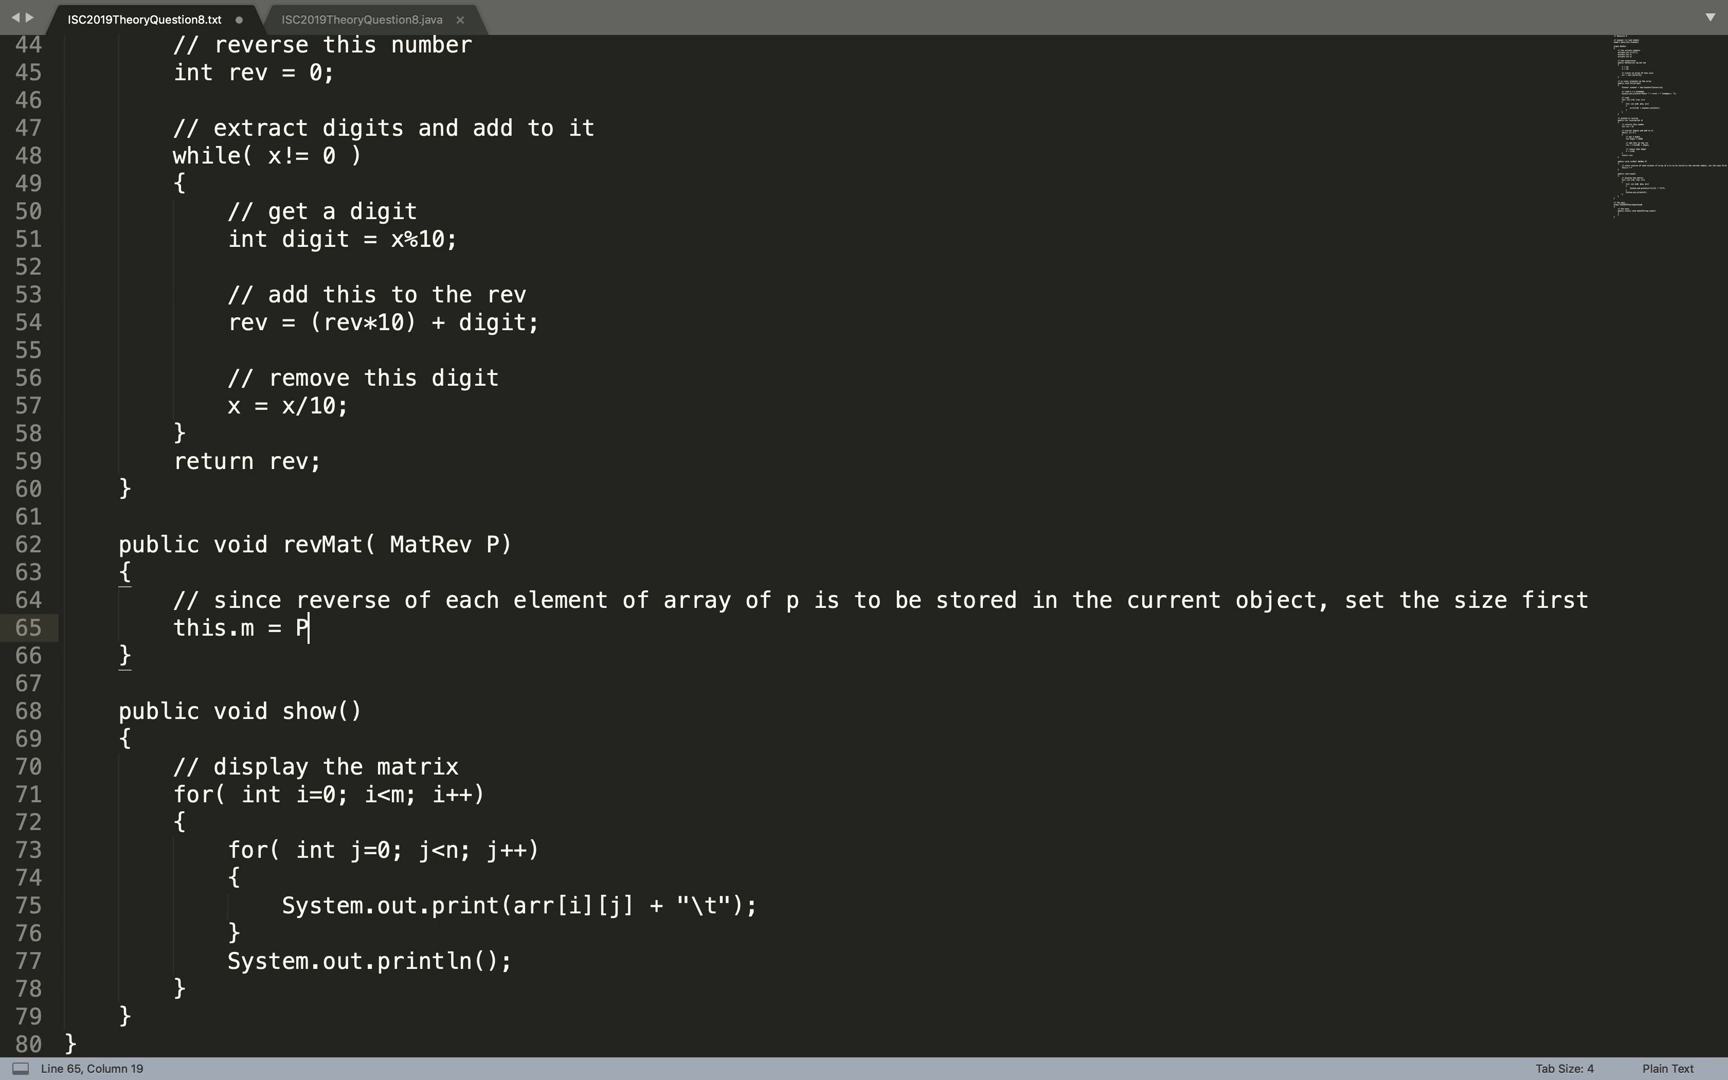 ISC2019TheoryQuestion8.txt
ISC2019TheoryQuestion8.java
44 // reverse this number
45 int rev = 0;
46
47 // extract digits and add to it
48 while( x!= 0 )
49 {
50 // get a digit
51 int digit = x%10;
52
53 // add this to the rev
54 rev = (rev*10) + digit;
55
56 // remove this digit
57 x = x/10;
58 }
59 return rev;
60 }
61
62 public void revMat( MatRev P)
63 {
64 // since reverse of each element of array of p is to be stored in the current object, set the size first
65 this.m = P
66 }
67
68 public void show()
69 {
70 // display the matrix
71 for( int i=0; i<m; i++)
72 {
73 for( int j=0; j<n; j++)
74 {
75 System.out.print(arr[i][j] + "\t");
76 }
77 System.out.println();
78 }
79 }
80 }
Line 65, Column 19
Tab Size: 4
Plain Text